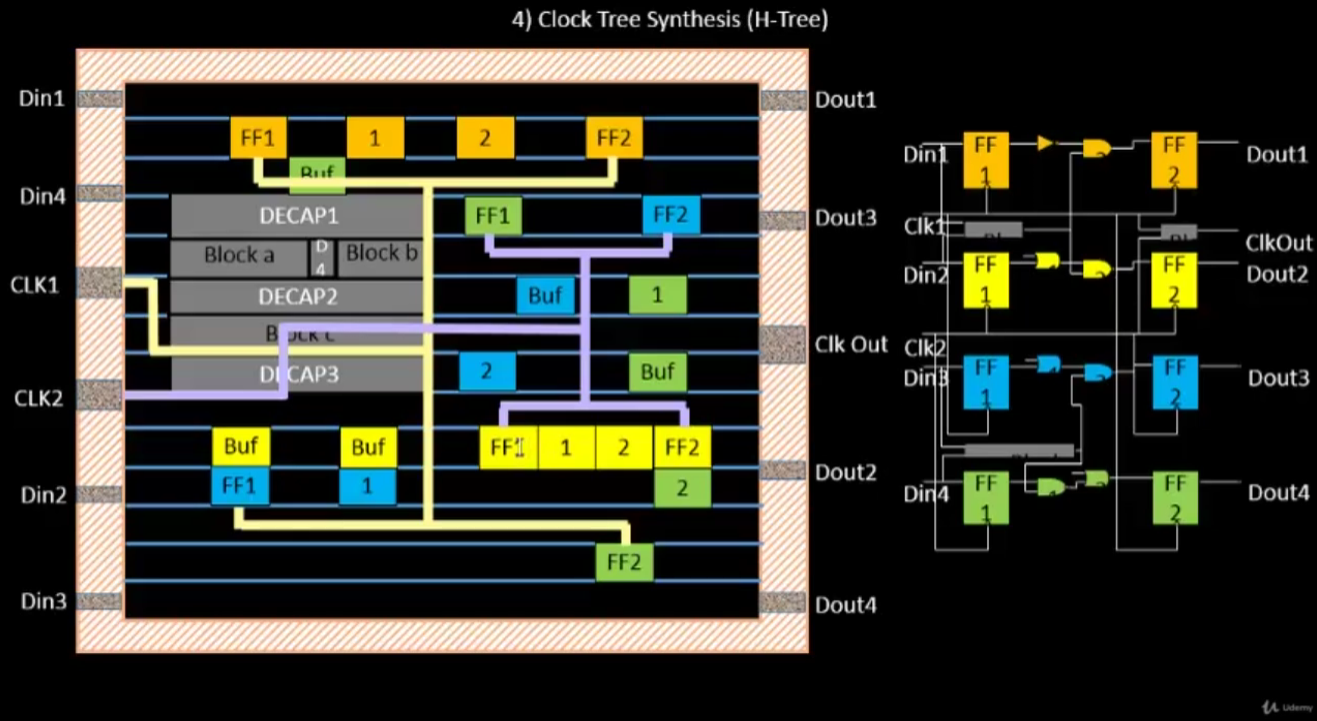 4) Clock Tree Synthesis (H-Tree)
Din1
Din4
CLK1
CLK2
Din2
Din3
FF1 1 2 FF2
Buf
DECAP1
FF1 FF2
Block a D4 Block b
DECAP2
Buf 1
Block c
DECAP3
2 Buf
Buf Buf FF1 1 2 FF2
FF1 1 2
FF2
Dout1
Dout3
Clk Out
Dout2
Dout4
Din1 FF 1 FF 2 Dout1
Clk1 ClkOut
Din2 FF 1 FF 2 Dout2
Clk2
Din3 FF 1 FF 2 Dout3
Din4 FF 1 FF 2 Dout4
Udemy